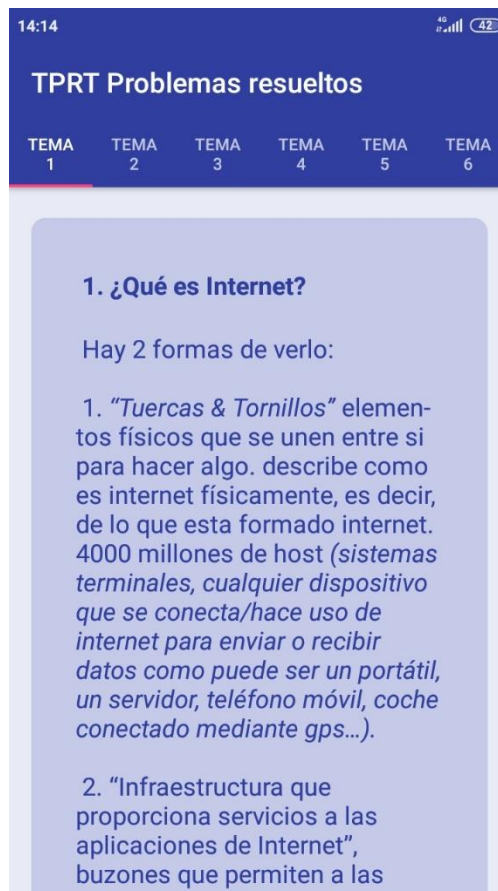 14:14
4G
42
TPRT Problemas resueltos
TEMA
1
TEMA
2
TEMA
3
TEMA
4
TEMA
5
TEMA
6
1. ¿Qué es Internet?
Hay 2 formas de verlo:
1. “Tuercas & Tornillos” elemen-
tos físicos que se unen entre si
para hacer algo. describe como
es internet físicamente, es decir,
de lo que esta formado internet.
4000 millones de host (sistemas
terminales, cualquier dispositivo
que se conecta/hace uso de
internet para enviar o recibir
datos como puede ser un portátil,
un servidor, teléfono móvil, coche
conectado mediante gps...).
2. “Infraestructura que
proporciona servicios a las
aplicaciones de Internet”,
buzones que permiten a las